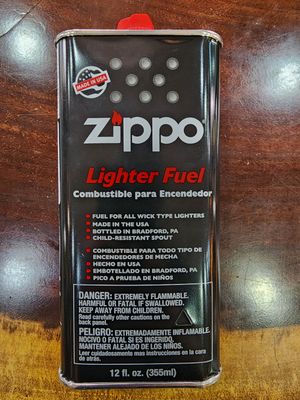 MADE IN USA
zippo
Lighter Fuel
Combustible para Encendedor
FUEL FOR ALL WICK TYPE LIGHTERS
MADE IN THE USA
BOTTLED IN BRADFORD, PA
CHILD-RESISTANT SPOUT
COMBUSTIBLE PARA TODO TIPO DE
ENCENDEDORES DE MECHA
HECHO EN USA
EMBOTELLADO EN BRADFORD, PA
PICO A PRUEBA DE NIÑOS
DANGER: EXTREMELY FLAMMABLE.
HARMFUL OR FATAL IF SWALLOWED.
KEEP AWAY FROM CHILDREN.
Read carefully other cautions on the
back panel.
PELIGRO: EXTREMADAMENTE INFLAMABLE.
NOCIVO O FATAL SI ES INGERIDO.
MANTENER ALEJADO DE LOS NIÑOS.
Leer cuidadosamente mas instrucciones en la cara
de atrás.
12 fl. oz. (355ml)